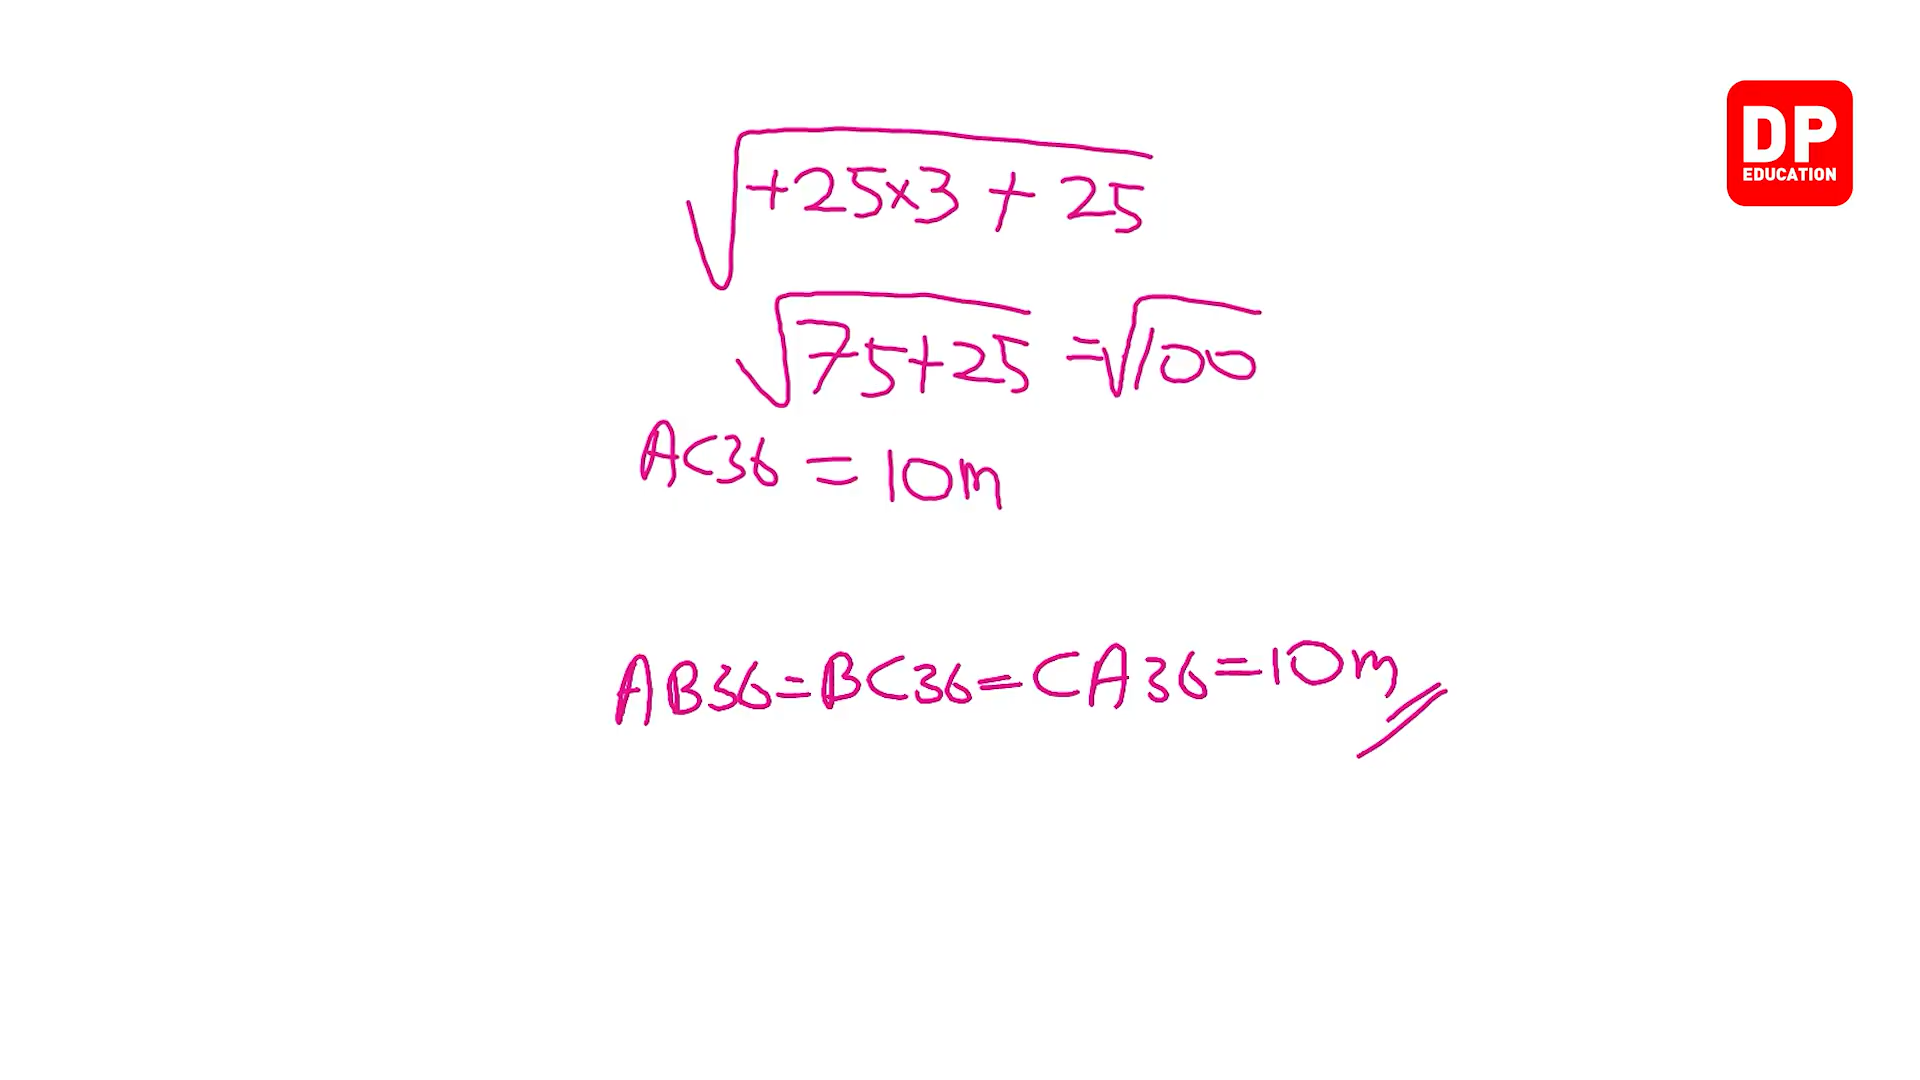 DP
EDUCATION
√+25×3 + 25
√75+25 = √100
AC36 = 10m
AB36 = BC36 = CA36 = 10m